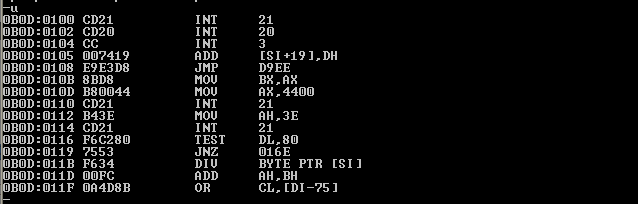 -u
0B0D:0100 CD21 INT 21
0B0D:0102 CD20 INT 20
0B0D:0104 CC INT 3
0B0D:0105 007419 ADD [SI+19],DH
0B0D:0108 E9E3D8 JMP D9EE
0B0D:010B 8BD8 MOV BX,AX
0B0D:010D B80044 MOV AX,4400
0B0D:0110 CD21 INT 21
0B0D:0112 B43E MOV AH,3E
0B0D:0114 CD21 INT 21
0B0D:0116 F6C280 TEST DL,80
0B0D:0119 7553 JNZ 016E
0B0D:011B F634 DIV BYTE PTR [SI]
0B0D:011D 00FC ADD AH,BH
0B0D:011F 0A4D8B OR CL,[DI-75]
-